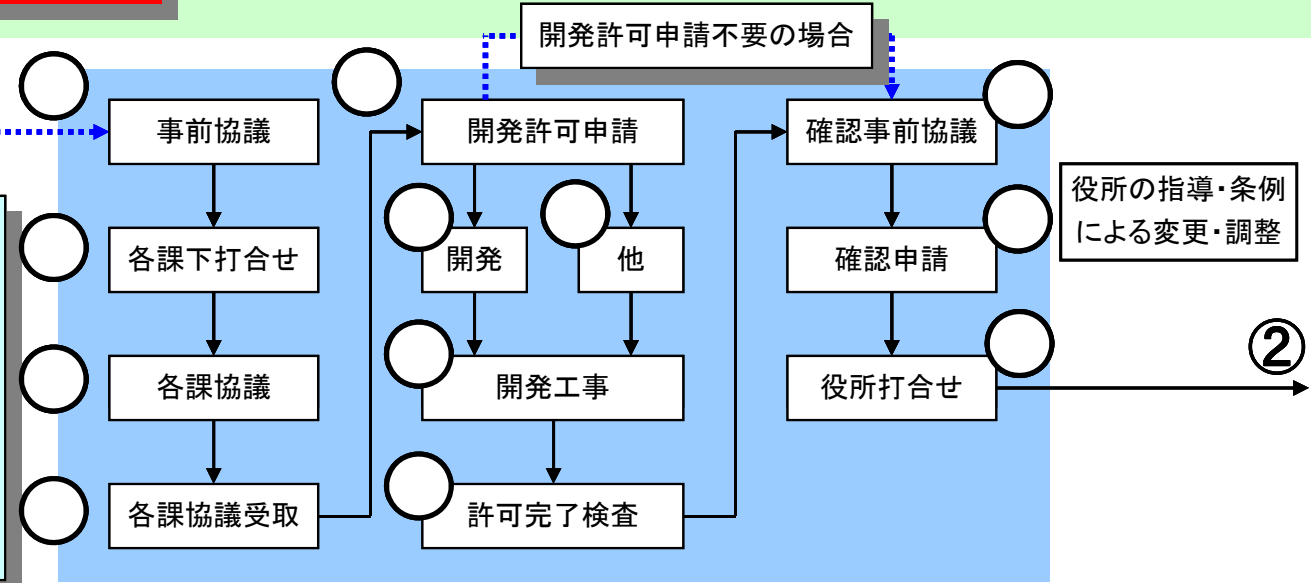 開発許可申請不要の場合
事前協議
各課下打合せ
各課協議
各課協議受取
開発許可申請
開発
他
開発工事
許可完了検査
確認事前協議
確認申請
役所打合せ
役所の指導・条例
による変更・調整
②